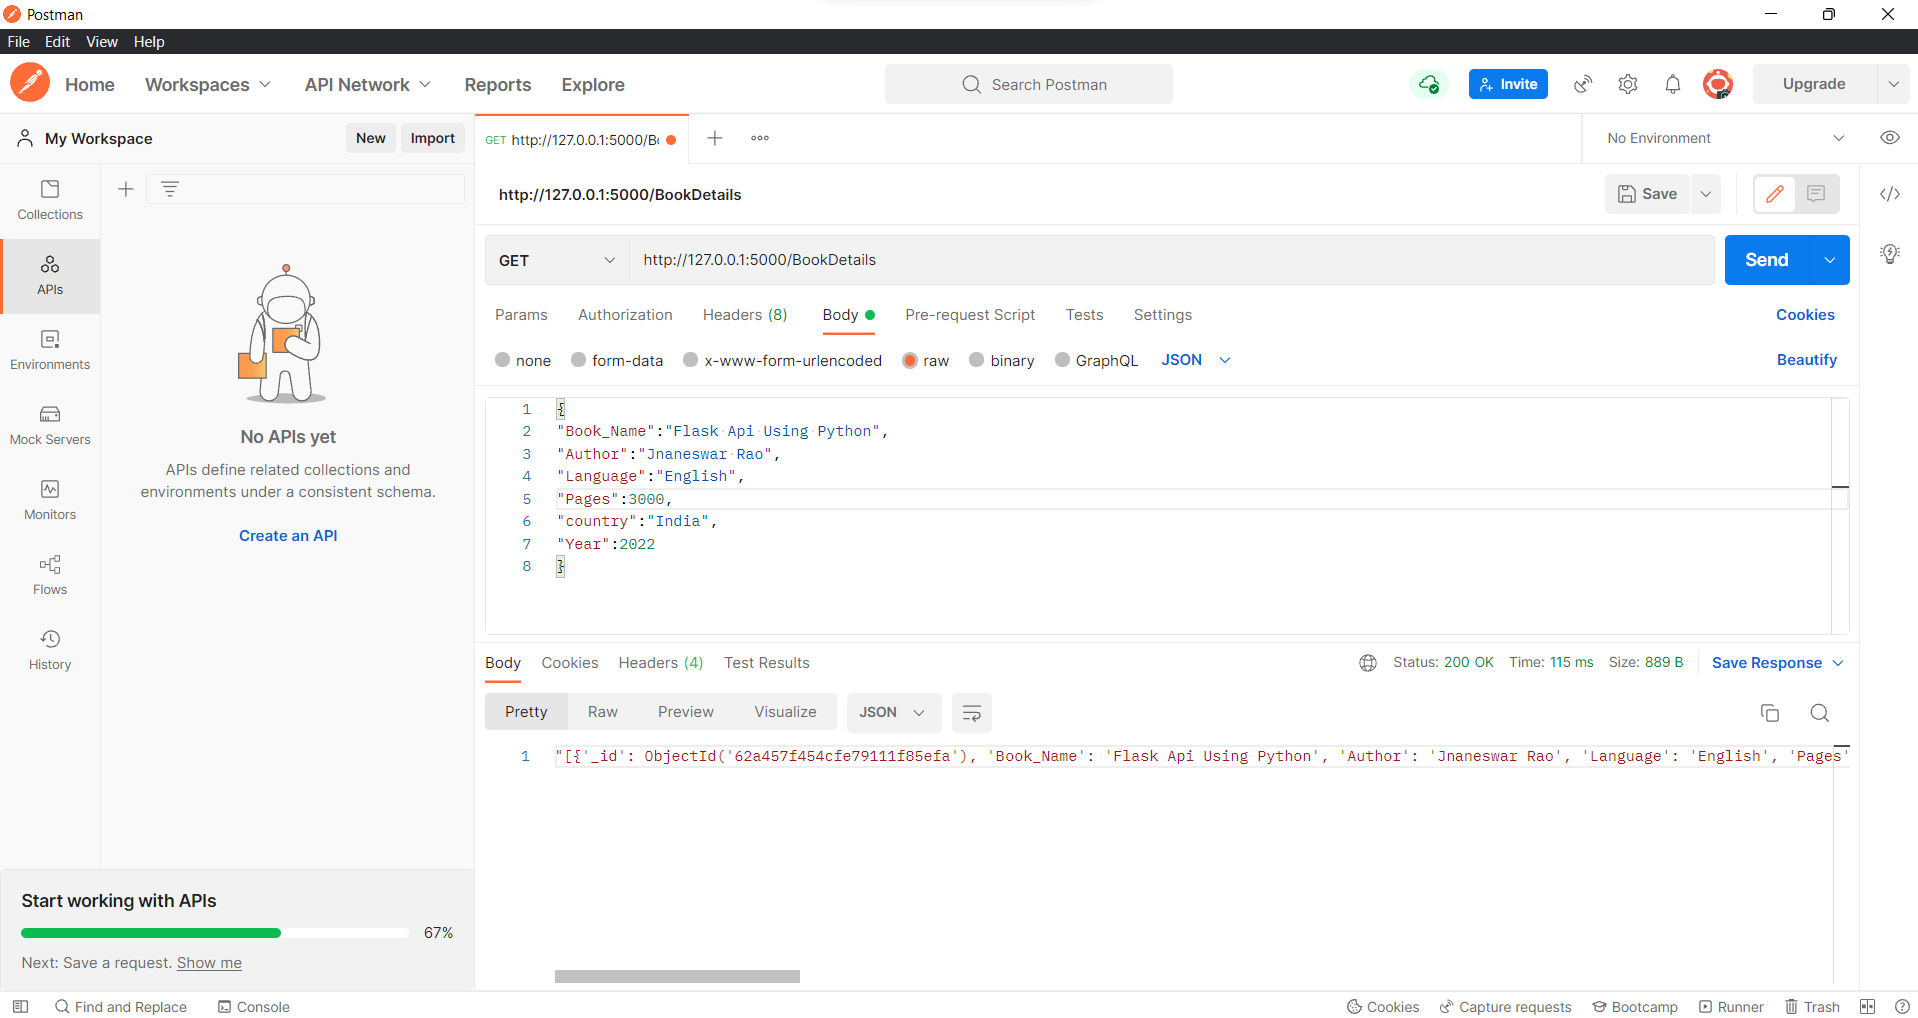 Postman
File Edit View Help
Home Workspaces API Network Reports Explore Search Postman Invite Upgrade
My Workspace New Import GET http://127.0.0.1:5000/B No Environment
http://127.0.0.1:5000/BookDetails Save
Collections
APIs
Environments
Mock Servers
Monitors
Flows
History
No APIs yet
APIs define related collections and
environments under a consistent schema.
Create an API
Start working with APIs
67%
Next: Save a request. Show me
GET http://127.0.0.1:5000/BookDetails Send
Params Authorization Headers (8) Body Pre-request Script Tests Settings Cookies
none form-data x-www-form-urlencoded raw binary GraphQL JSON Beautify
1 {
2 "Book_Name":"Flask Api Using Python",
3 "Author":"Jnaneswar Rao",
4 "Language":"English",
5 "Pages":3000,
6 "country":"India",
7 "Year":2022
8 }
Body Cookies Headers (4) Test Results Status: 200 OK Time: 115 ms Size: 889 B Save Response
Pretty Raw Preview Visualize JSON
1 "[{'_id': ObjectId('62a457f454cfe79111f85efa'), 'Book_Name': 'Flask Api Using Python', 'Author': 'Jnaneswar Rao', 'Language': 'English', 'Pages'
Find and Replace Console Cookies Capture requests Bootcamp Runner Trash